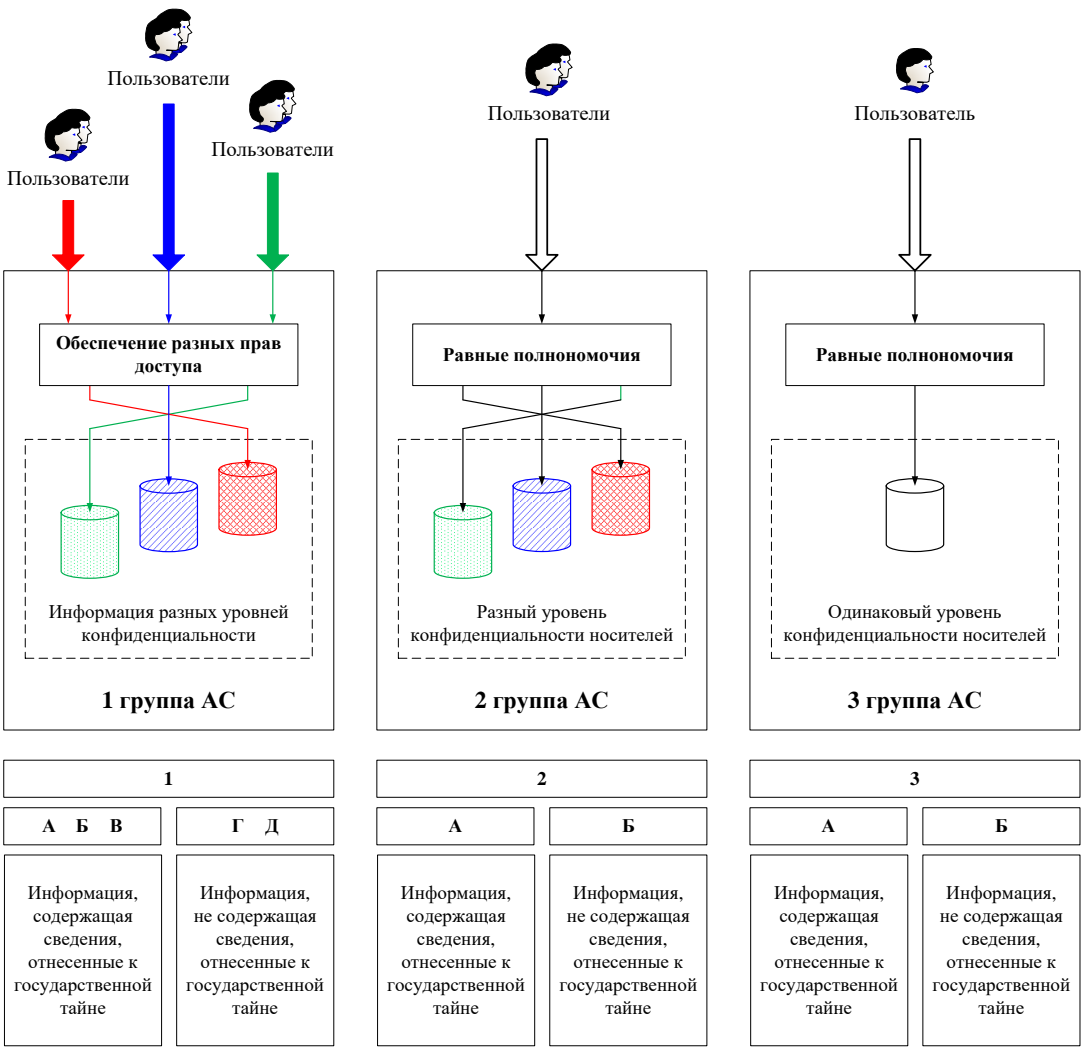 Пользователи
Пользователи
Пользователи
Обеспечение разных прав
доступа
Информация разных уровней
конфиденциальности
1 группа АС
Пользователи
Равные полнономочия
Разный уровень
конфиденциальности носителей
2 группа АС
Пользователь
Равные полнономочия
Одинаковый уровень
конфиденциальности носителей
3 группа АС
1
А Б В
Информация,
содержащая
сведения,
отнесенные к
государственной
тайне
Г Д
Информация,
не содержащая
сведения,
отнесенные к
государственной
тайне
2
А
Информация,
содержащая
сведения,
отнесенные к
государственной
тайне
Б
Информация,
не содержащая
сведения,
отнесенные к
государственной
тайне
3
А
Информация,
содержащая
сведения,
отнесенные к
государственной
тайне
Б
Информация,
не содержащая
сведения,
отнесенные к
государственной
тайне